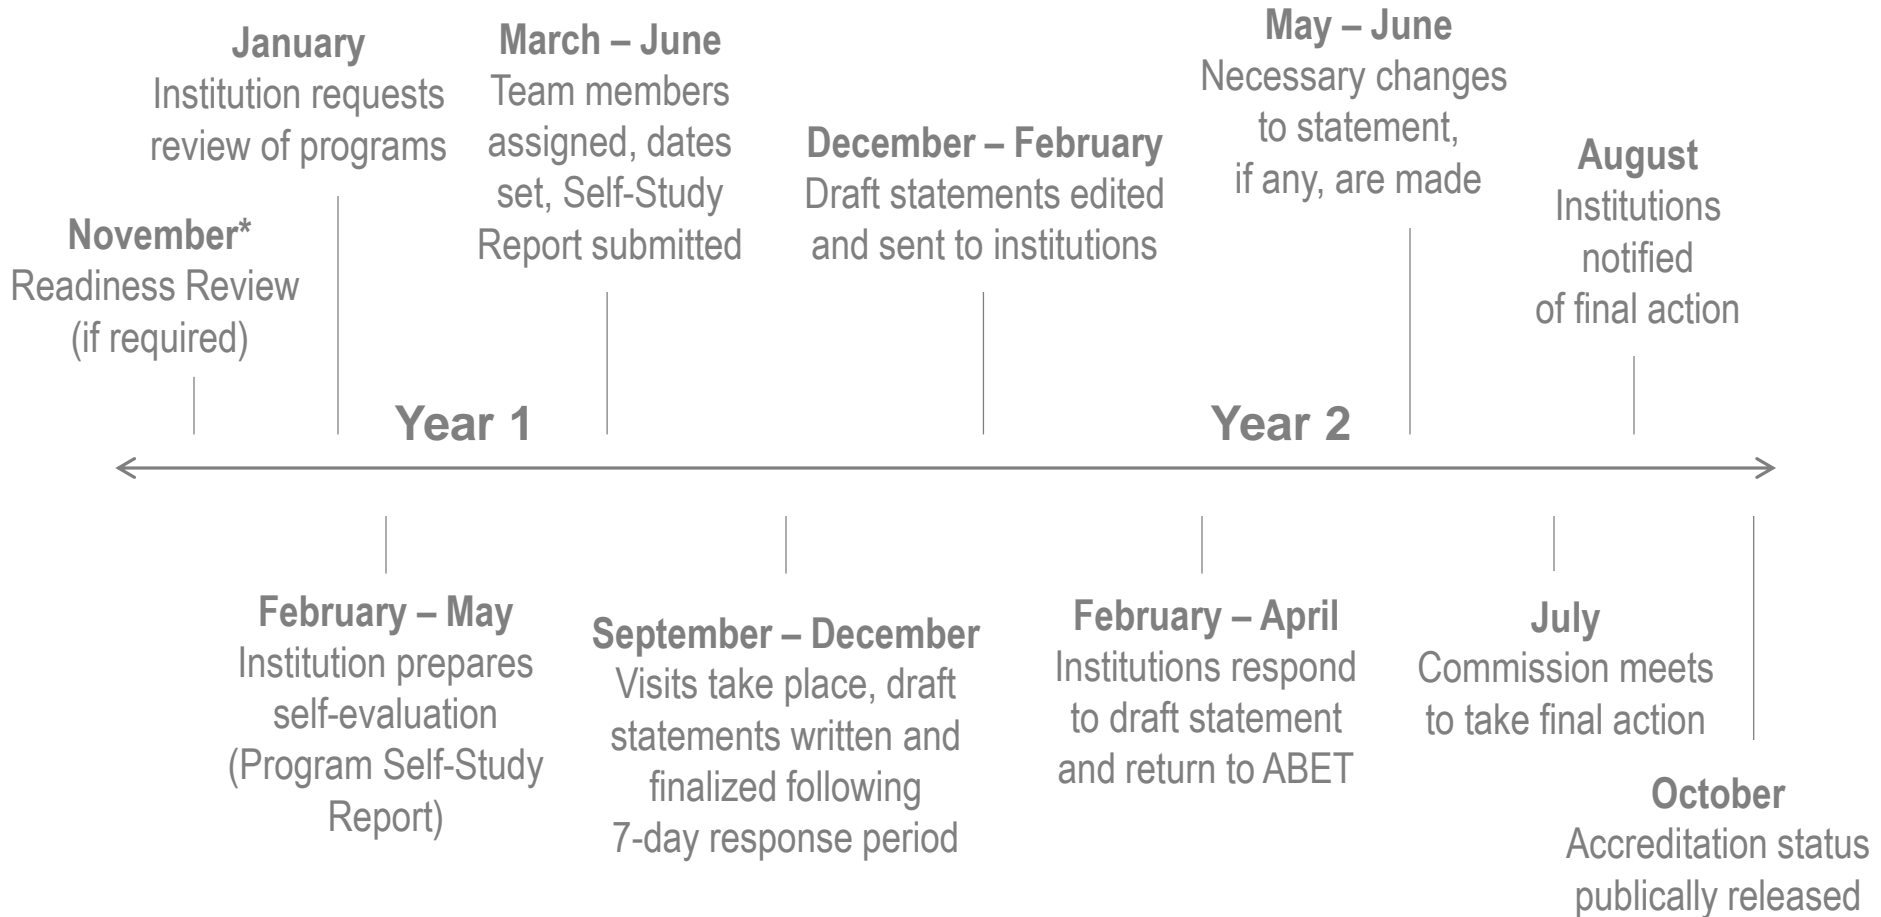 January
Institution requests
review of programs
March – June
Team members
assigned, dates
set, Self-Study
Report submitted
May – June
Necessary changes
to statement,
if any, are made
December – February
Draft statements edited
and sent to institutions
August
Institutions
notified
of final action
November*
Readiness Review
(if required)
Year 1
Year 2
February – May
Institution prepares
self-evaluation
(Program Self-Study
Report)
September – December
Visits take place, draft
statements written and
finalized following
7-day response period
February – April
Institutions respond
to draft statement
and return to ABET
July
Commission meets
to take final action
October
Accreditation status
publically released